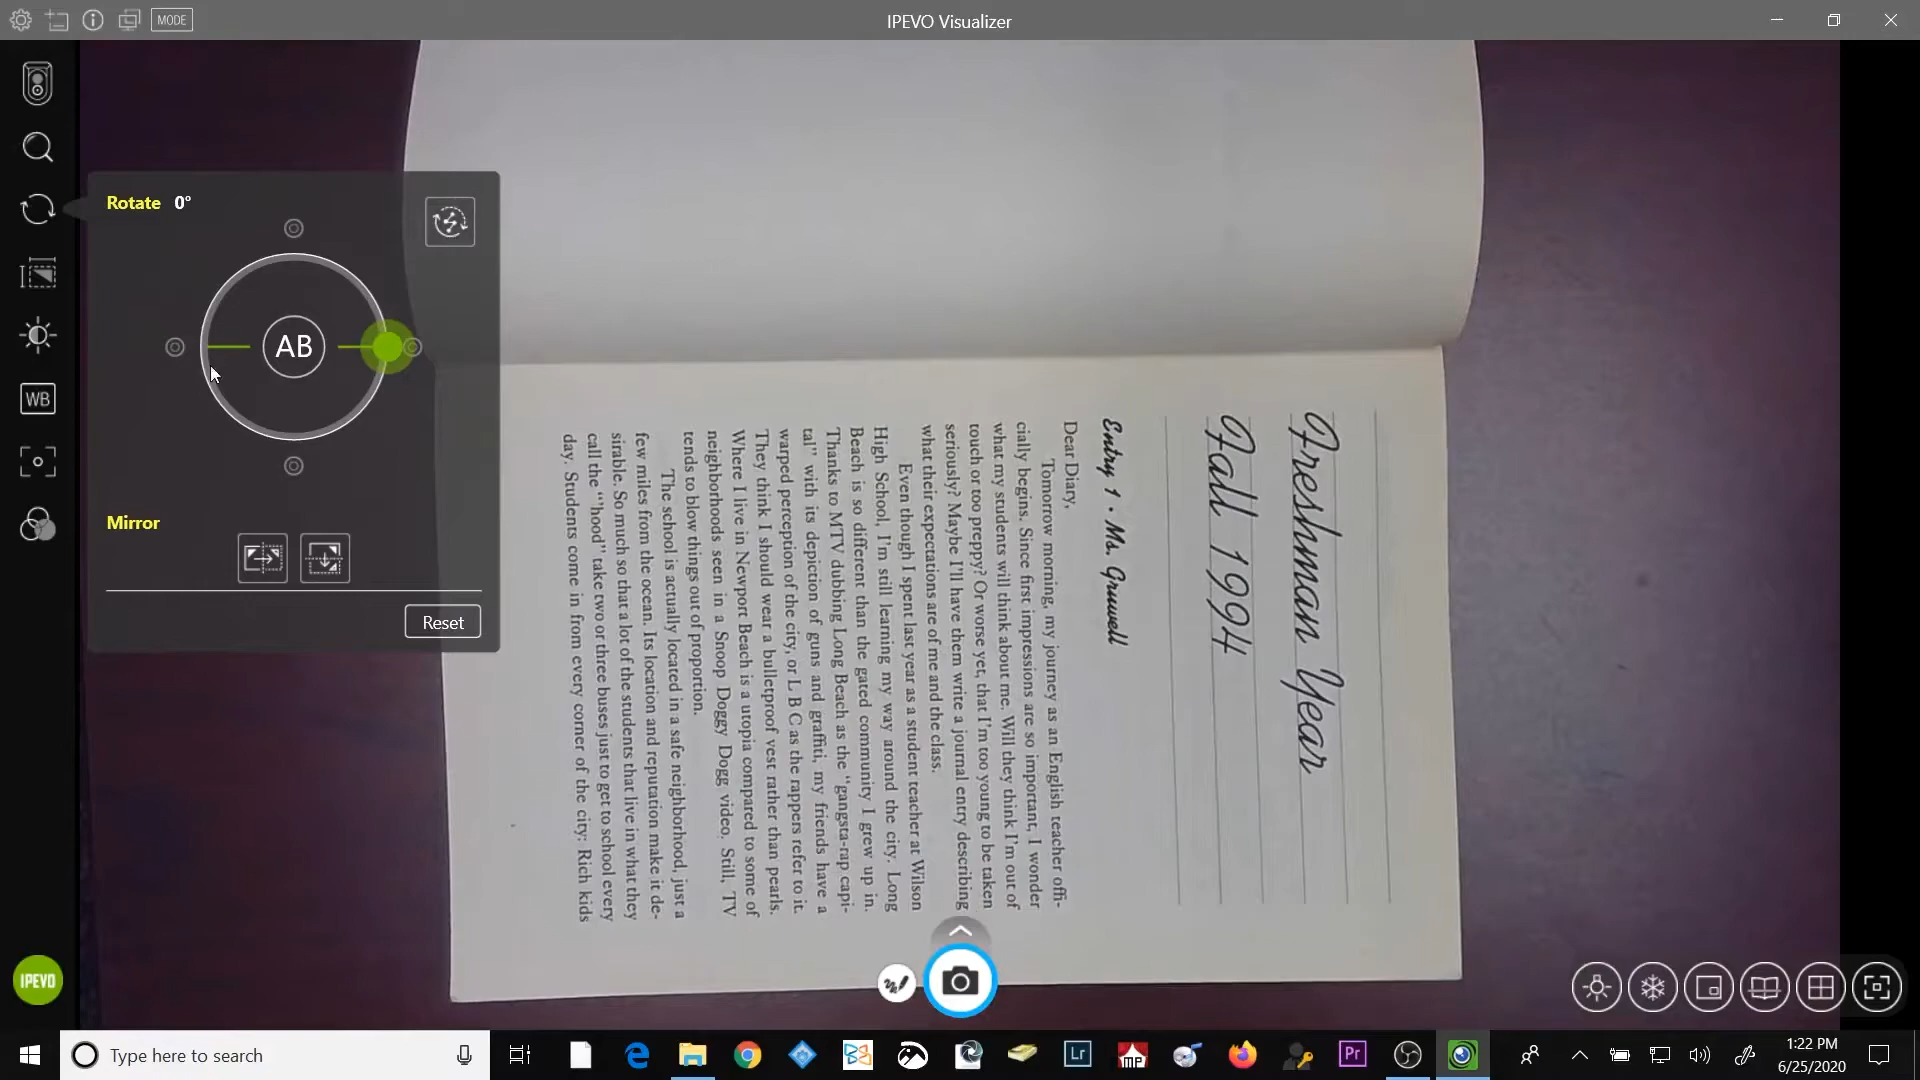 MODE
IPEVO Visualizer
Rotate 0°
AB
WB
Mirror
Reset
Freshman Year
Fall 1994
Entry 1 • Ms. Gruwell
Dear Diary,
Tomorrow morning, my journey as an English teacher offi-
cially begins. Since first impressions are so important, I wonder
what my students will think about me. Will they think I'm out of
touch or too preppy? Or worse yet, that I'm too young to be taken
seriously? Maybe I'll have them write a journal entry describing
what their expectations are of me and the class.
Even though I spent last year as a student teacher at Wilson
High School, I'm still learning my way around the city. Long
Beach is so different than the gated community I grew up in.
Thanks to MTV dubbing Long Beach as the "gangsta-rap capi-
tal" with its depiction of guns and graffiti, my friends have a
warped perception of the city, or L B C as the rappers refer to it.
They think I should wear a bulletproof vest rather than pearls.
Where I live in Newport Beach is a utopia compared to some of
neighborhoods seen in a Snoop Doggy Dogg video. Still, TV
tends to blow things out of proportion.
The school is actually located in a safe neighborhood, just a
few miles from the ocean. Its location and reputation make it de-
sirable. So much so that a lot of the students that live in what they
call the "hood" take two or three buses just to get to school every
day. Students come in from every corner of the city: Rich kids
IPEVO
Type here to search
Lr
MP
Pr
1:22 PM
6/25/2020